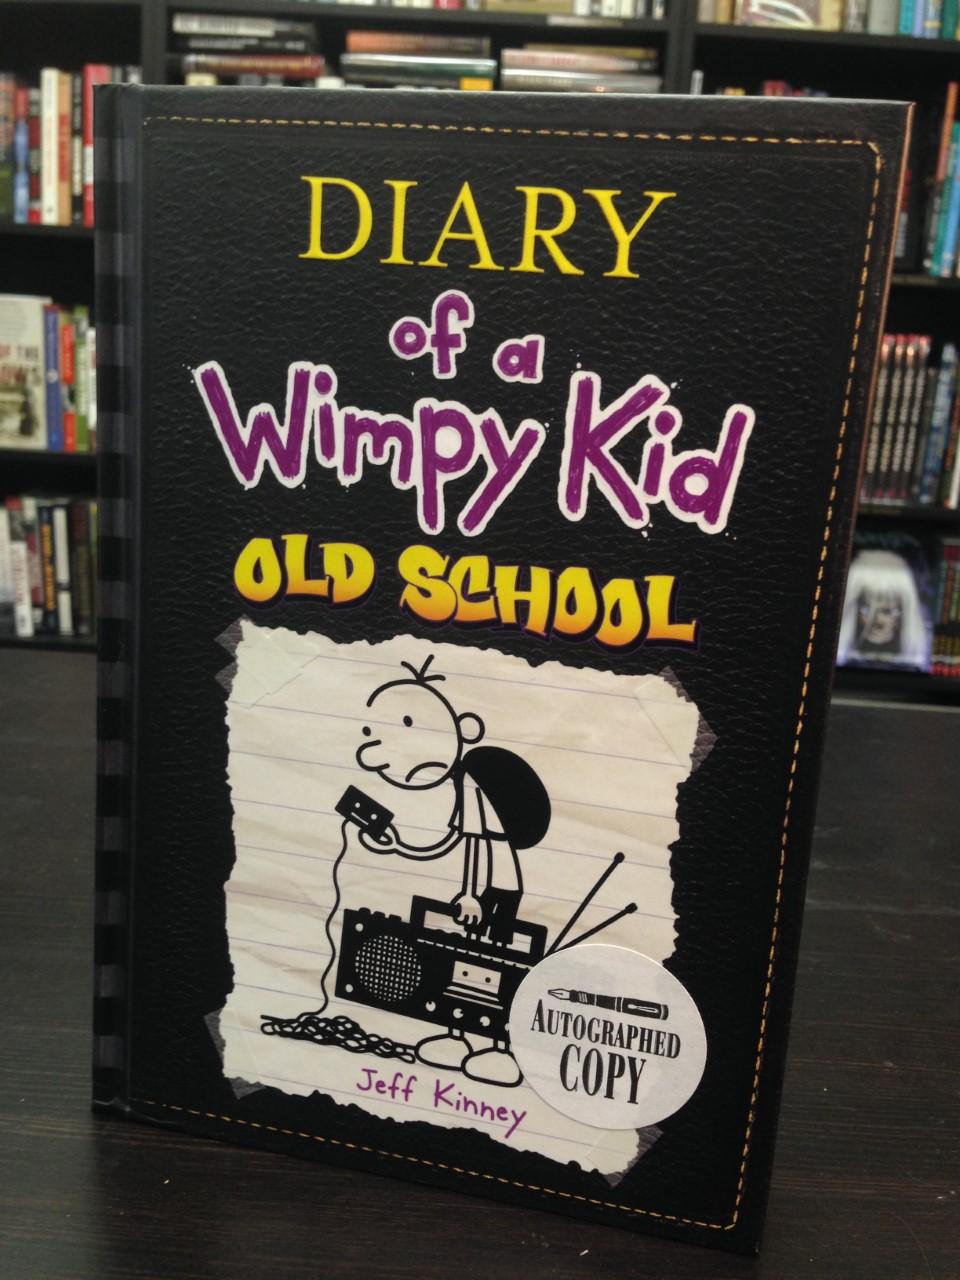 DIARY
of a
Wimpy Kid
OLD SCHOOL
AUTOGRAPHED
COPY
Jeff Kinney